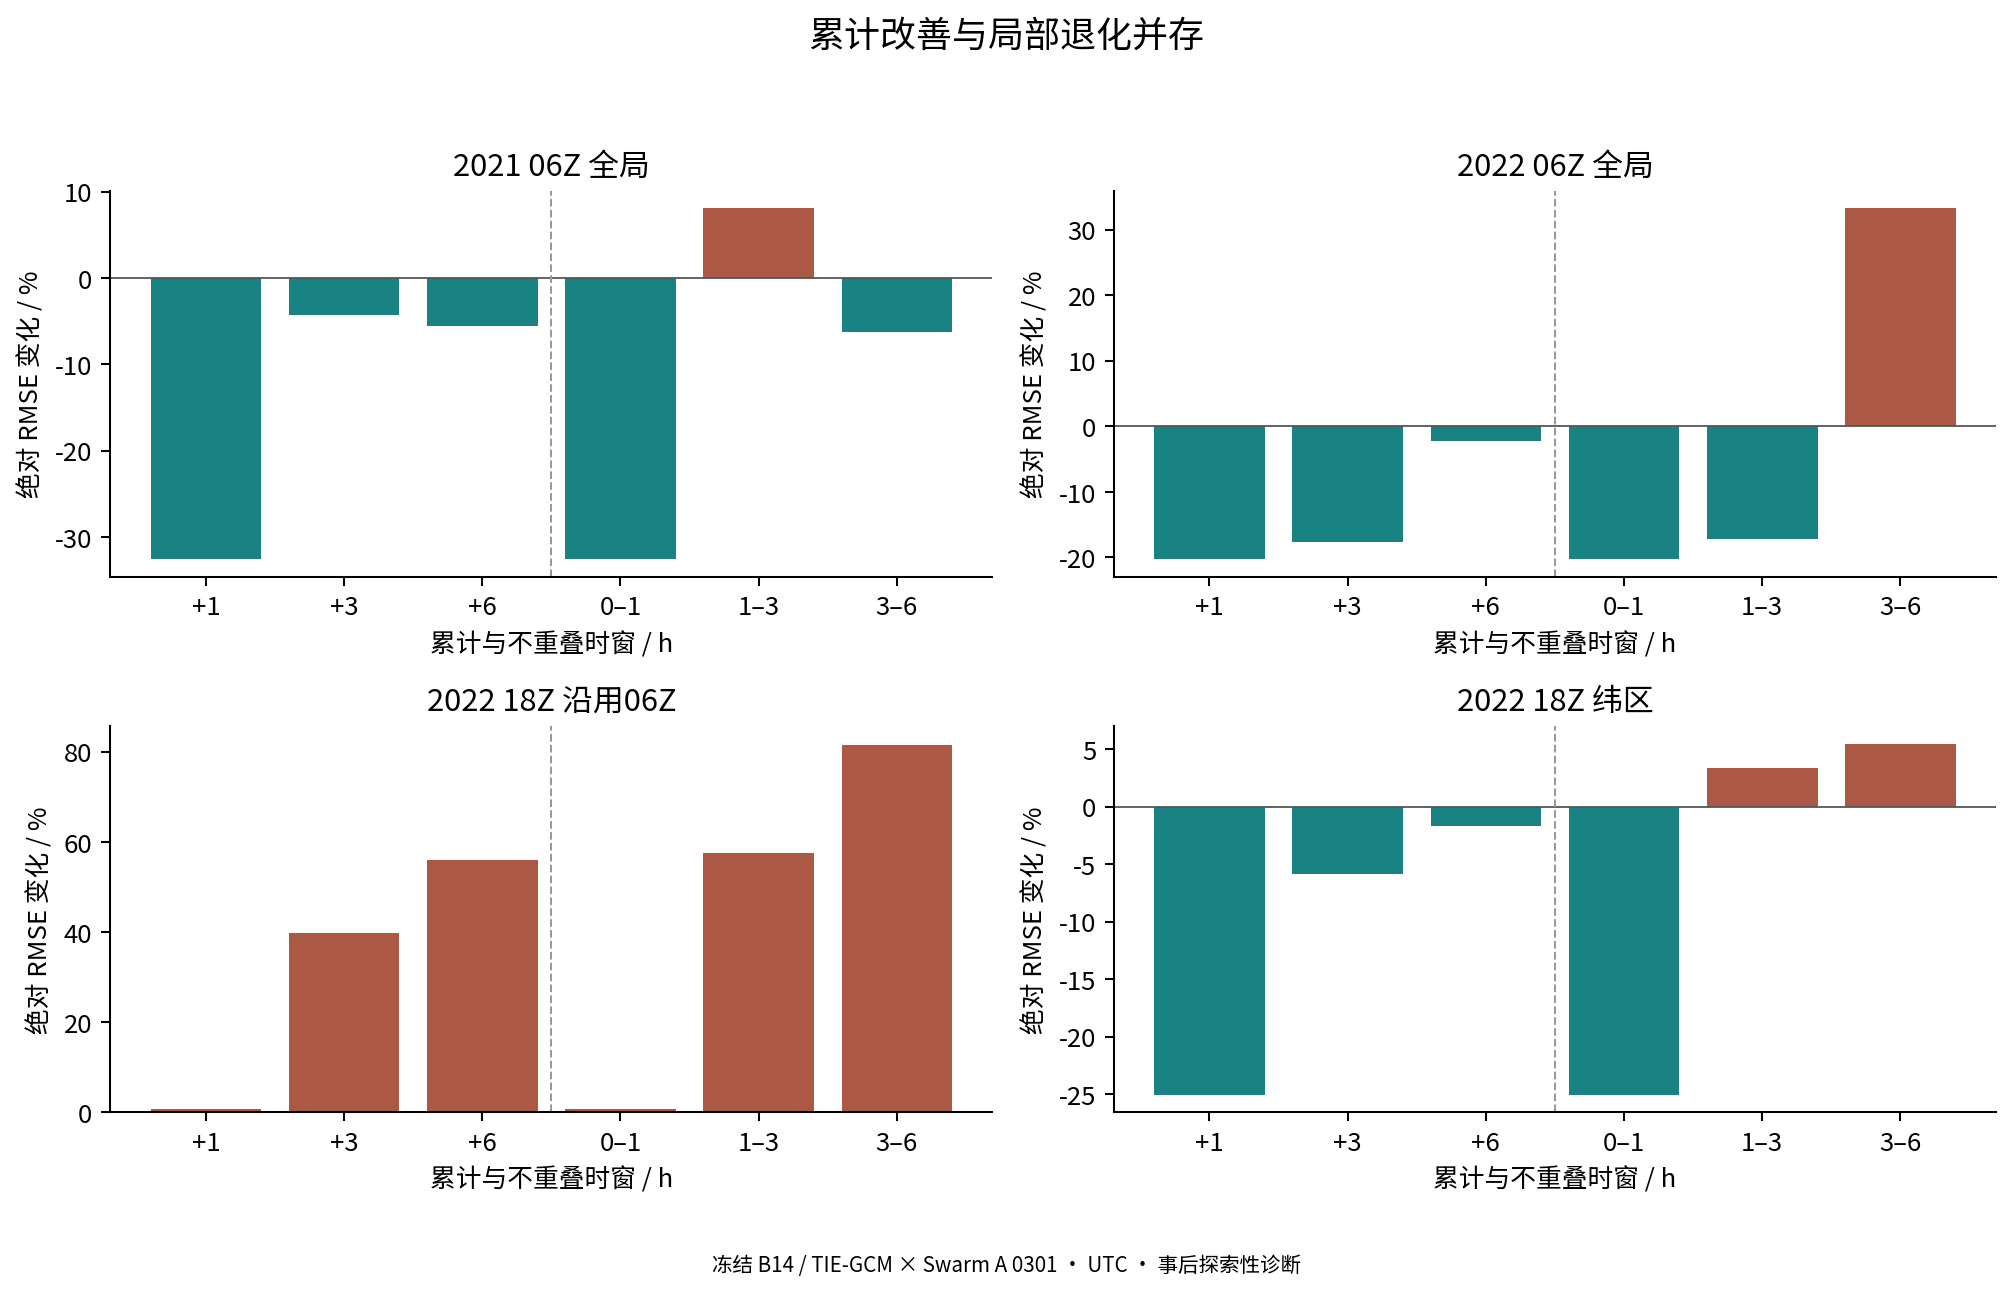 累计改善与局部退化并存
2021 06Z 全局
绝对 RMSE 变化 / %
10
0
-10
-20
-30
+1 +3 +6 0–1 1–3 3–6
累计与不重叠时窗 / h
2022 06Z 全局
绝对 RMSE 变化 / %
30
20
10
0
-10
-20
+1 +3 +6 0–1 1–3 3–6
累计与不重叠时窗 / h
2022 18Z 沿用06Z
绝对 RMSE 变化 / %
80
60
40
20
0
+1 +3 +6 0–1 1–3 3–6
累计与不重叠时窗 / h
2022 18Z 纬区
绝对 RMSE 变化 / %
5
0
-5
-10
-15
-20
-25
+1 +3 +6 0–1 1–3 3–6
累计与不重叠时窗 / h
冻结 B14 / TIE-GCM × Swarm A 0301 • UTC • 事后探索性诊断